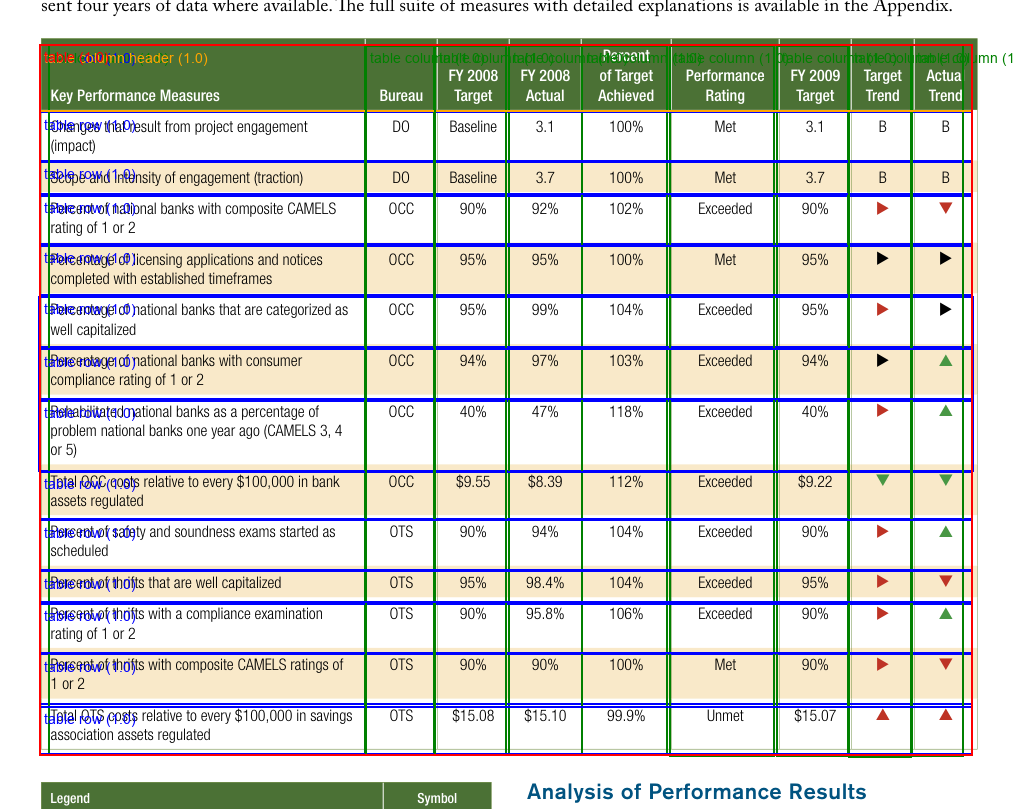 sent four years of data where available. The full suite of measures with detailed explanations is available in the Appendix.
Key Performance Measures Bureau FY 2008 Target FY 2008 Actual Percent of Target Achieved Performance Rating FY 2009 Target Target Trend Actual Trend
Changes that result from project engagement (impact) DO Baseline 3.1 100% Met 3.1 B B
Scope and intensity of engagement (traction) DO Baseline 3.7 100% Met 3.7 B B
Percent of national banks with composite CAMELS rating of 1 or 2 OCC 90% 92% 102% Exceeded 90% ▶ ▼
Percentage of licensing applications and notices completed with established timeframes OCC 95% 95% 100% Met 95% ▶ ▶
Percentage of national banks that are categorized as well capitalized OCC 95% 99% 104% Exceeded 95% ▶ ▶
Percentage of national banks with consumer compliance rating of 1 or 2 OCC 94% 97% 103% Exceeded 94% ▶ ▲
Rehabilitated national banks as a percentage of problem national banks one year ago (CAMELS 3, 4 or 5) OCC 40% 47% 118% Exceeded 40% ▶ ▲
Total OCC costs relative to every $100,000 in bank assets regulated OCC $9.55 $8.39 112% Exceeded $9.22 ▼ ▼
Percent of safety and soundness exams started as scheduled OTS 90% 94% 104% Exceeded 90% ▶ ▲
Percent of thrifts that are well capitalized OTS 95% 98.4% 104% Exceeded 95% ▶ ▼
Percent of thrifts with a compliance examination rating of 1 or 2 OTS 90% 95.8% 106% Exceeded 90% ▶ ▲
Percent of thrifts with composite CAMELS ratings of 1 or 2 OTS 90% 90% 100% Met 90% ▶ ▼
Total OTS costs relative to every $100,000 in savings association assets regulated OTS $15.08 $15.10 99.9% Unmet $15.07 ▲ ▲
Legend Symbol
Analysis of Performance Results